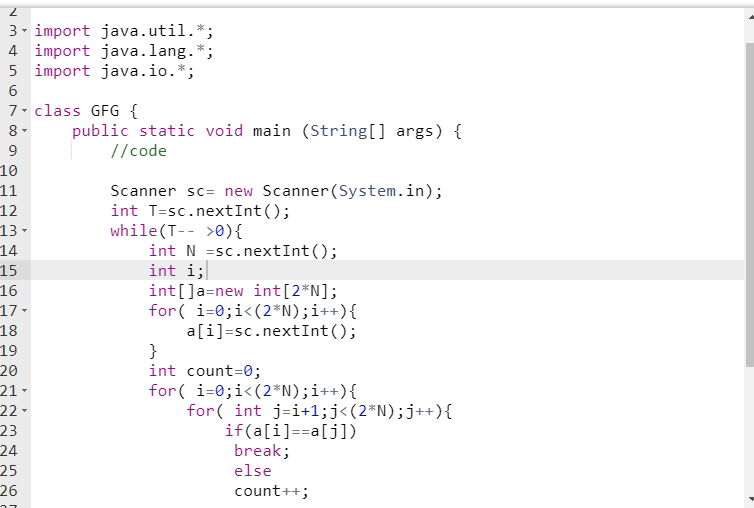 2
3 import java.util.*;
4 import java.lang.*;
5 import java.io.*;
6
7 class GFG {
8     public static void main (String[] args) {
9         //code
10
11         Scanner sc= new Scanner(System.in);
12         int T=sc.nextInt();
13         while(T-- >0){
14             int N =sc.nextInt();
15             int i;
16             int[]a=new int[2*N];
17             for( i=0;i<(2*N);i++){
18                 a[i]=sc.nextInt();
19             }
20             int count=0;
21             for( i=0;i<(2*N);i++){
22                 for( int j=i+1;j<(2*N);j++){
23                     if(a[i]==a[j])
24                      break;
25                      else
26                      count++;